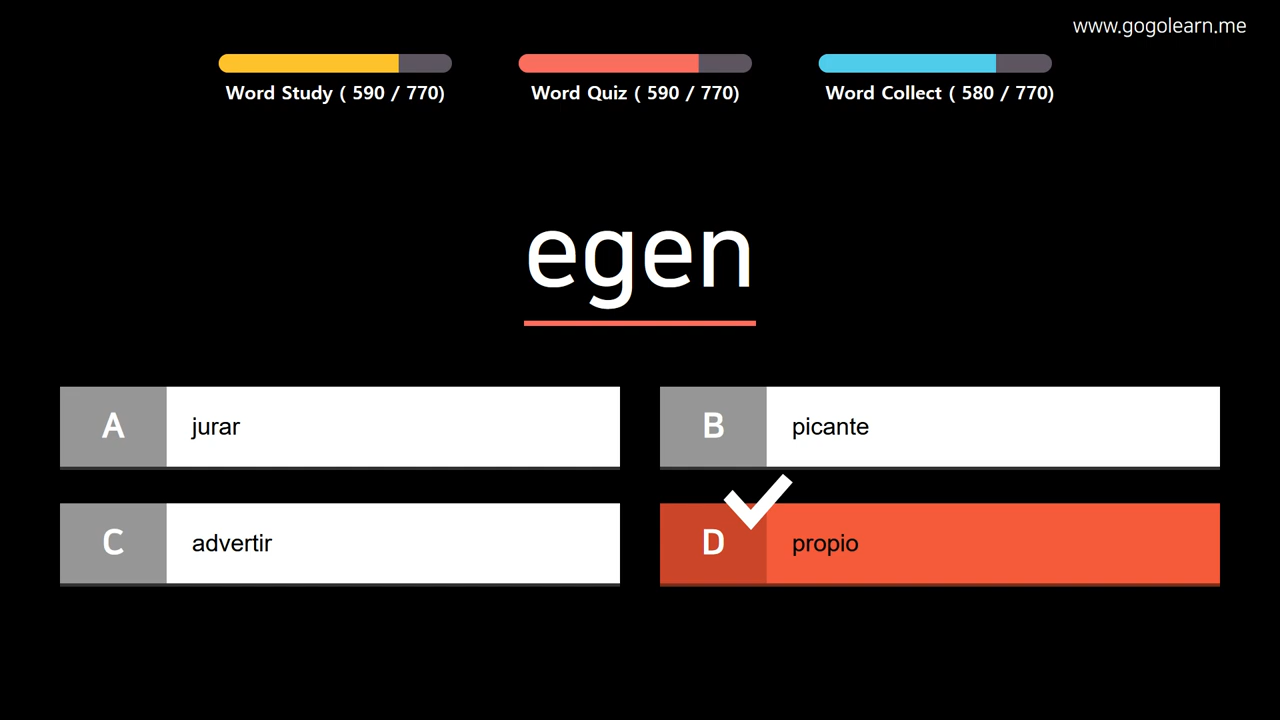 www.gogolearn.me
Word Study ( 590 / 770)
Word Quiz ( 590 / 770)
Word Collect ( 580 / 770)
egen
A jurar
B picante
C advertir
D propio